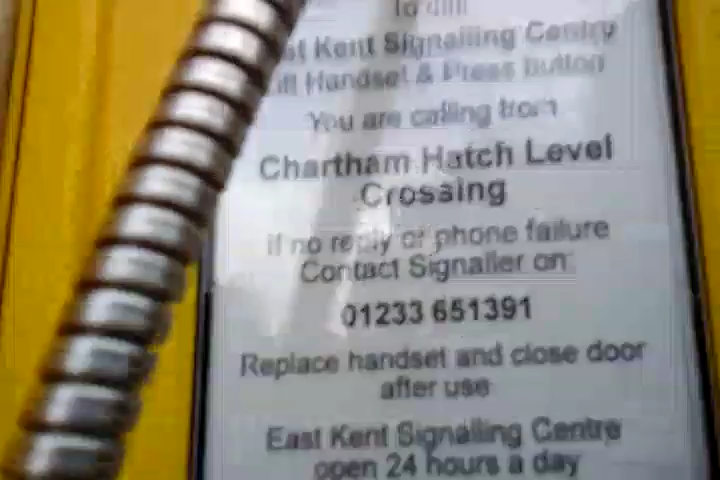 To call
East Kent Signalling Centre
Lift Handset & Press button
You are calling from
Chartham Hatch Level
Crossing
if no reply or phone failure
Contact Signaller on:
01233 651391
Replace handset and close door
after use
East Kent Signalling Centre
open 24 hours a day